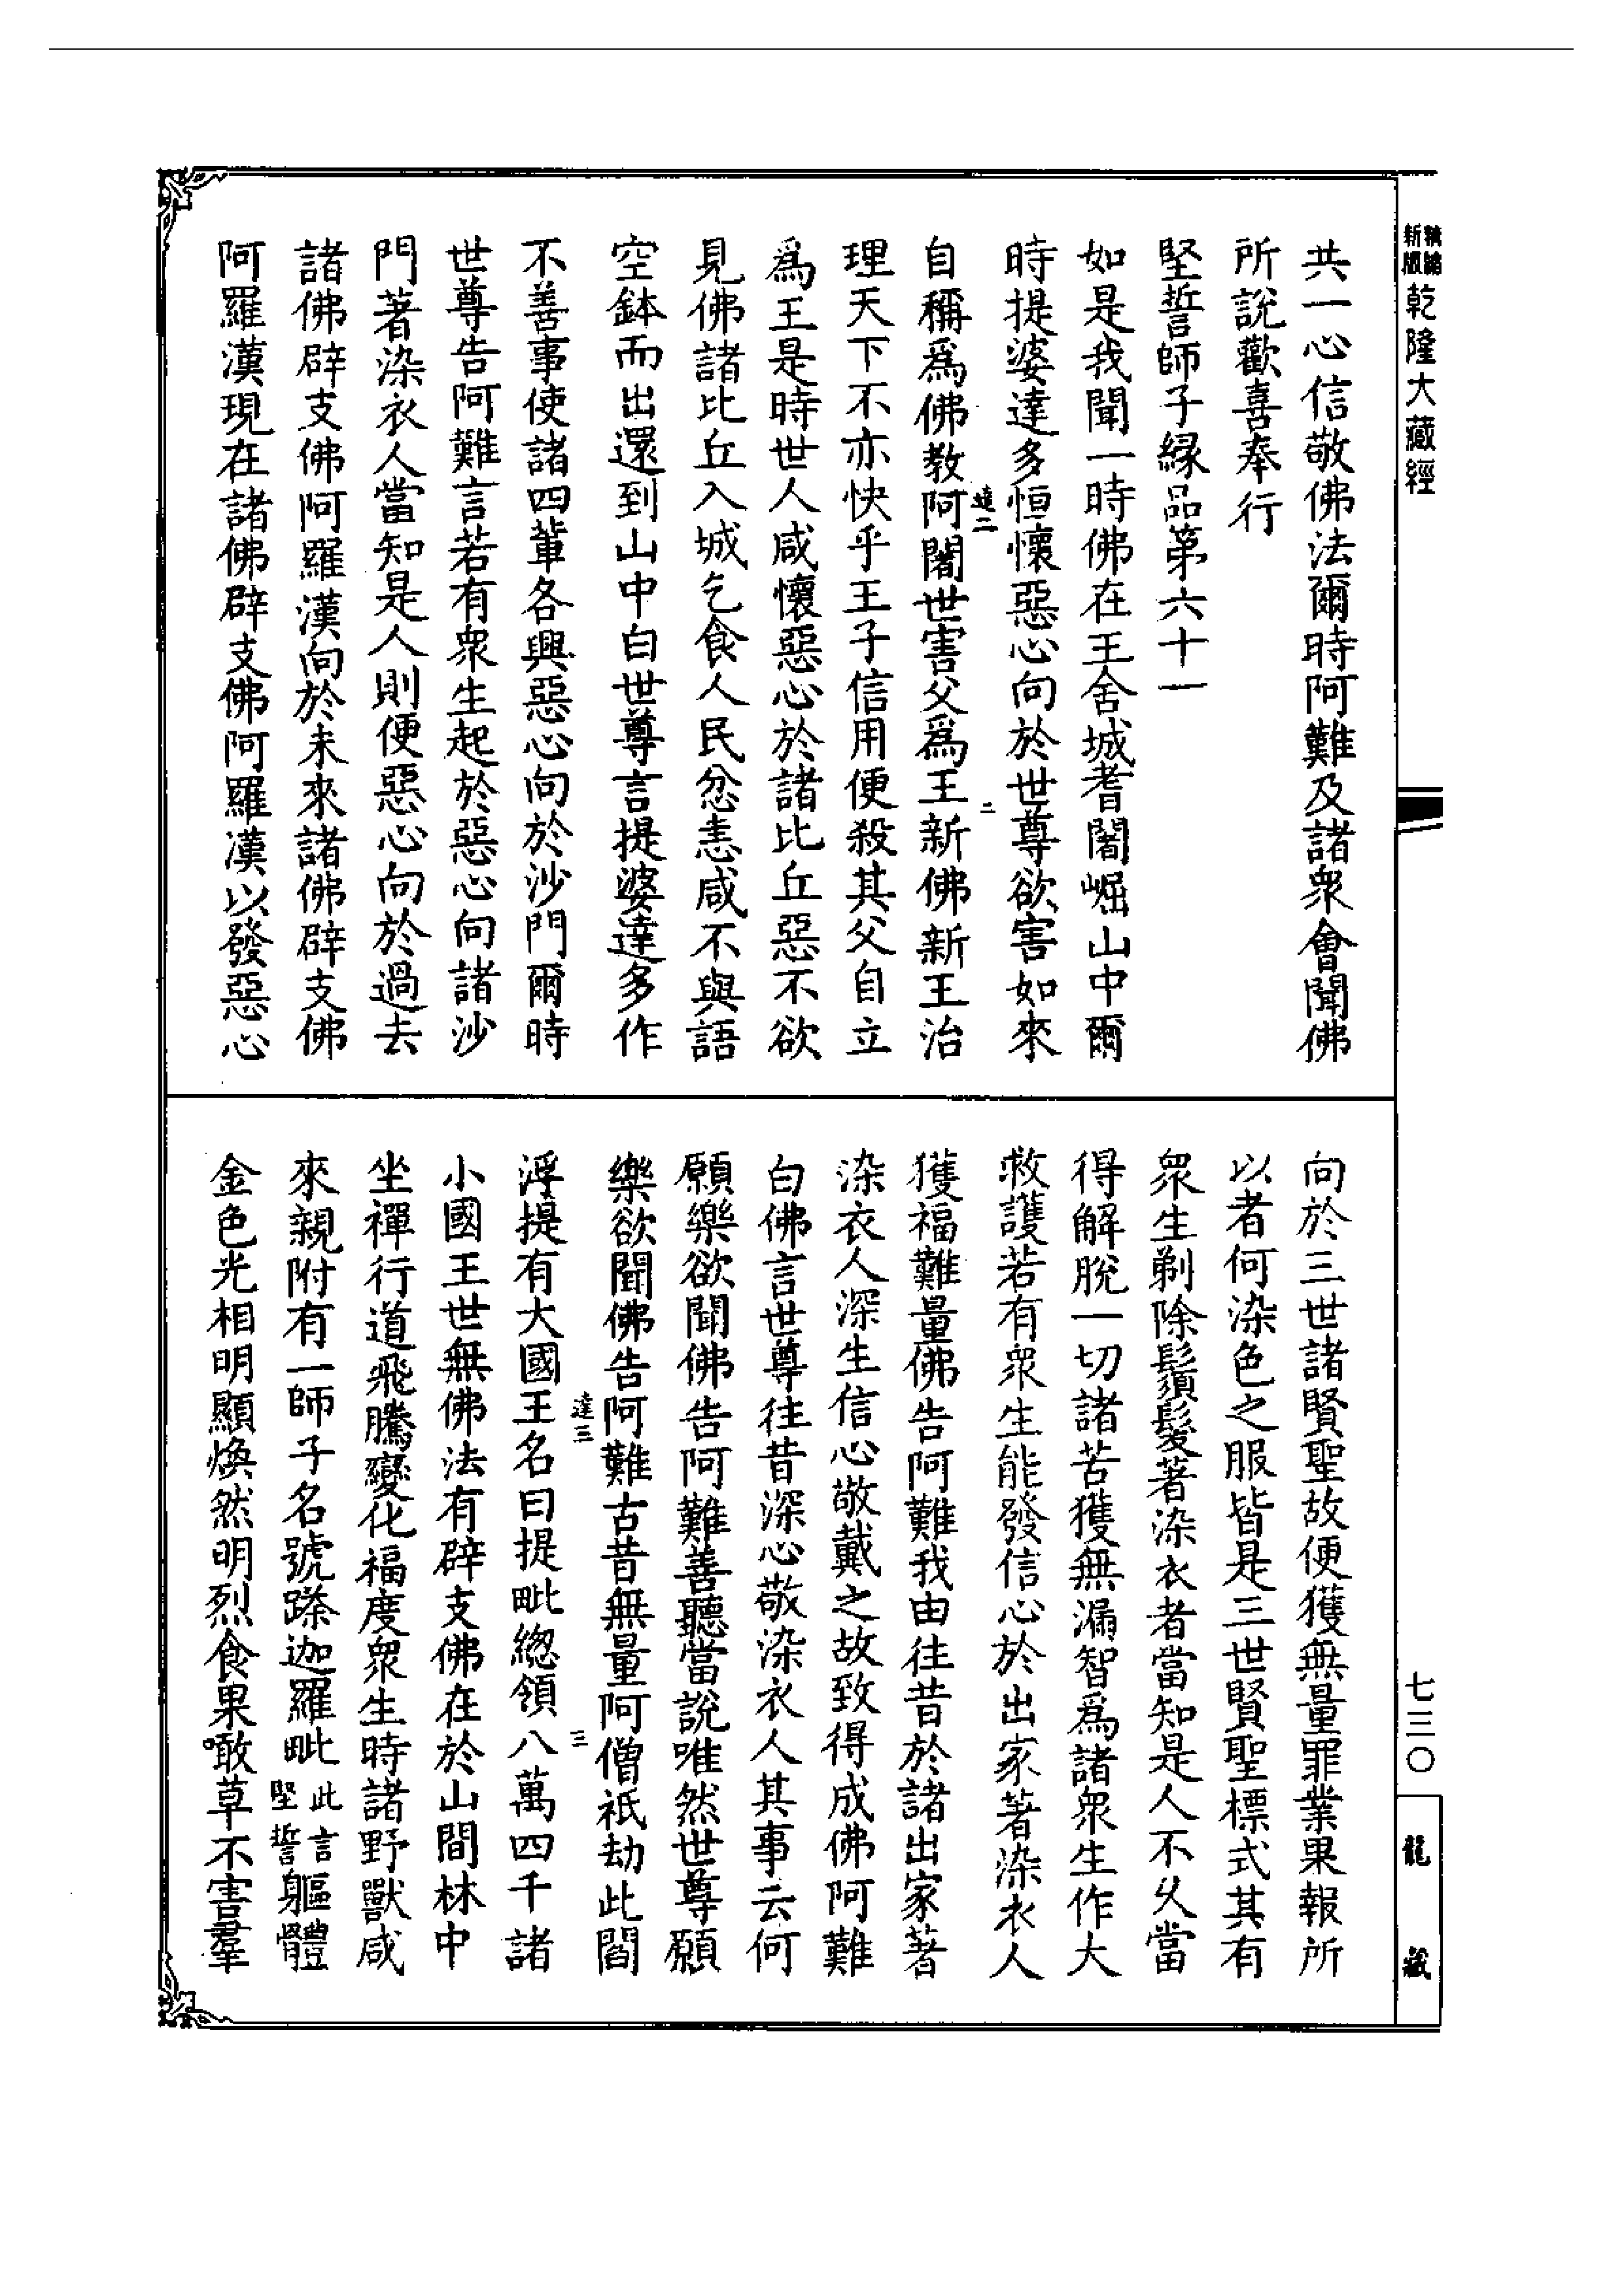 精縮新版乾隆大藏經
共一心信敬佛法爾時阿難及諸衆會聞佛
所說歡喜奉行
堅誓師子緣品第六十一
如是我聞一時佛在王舍城耆闍崛山中爾
時提婆達多恒懷惡心向於世尊欲害如來
達二
二
自稱爲佛教阿闍世害父爲王新佛新王治
理天下不亦快乎王子信用便殺其父自立
爲王是時世人咸懷惡心於諸比丘惡不欲
見佛諸比丘入城乞食人民忿恚咸不與語
空鉢而出還到山中白世尊言提婆達多作
不善事使諸四輩各興惡心向於沙門爾時
世尊告阿難言若有衆生起於惡心向諸沙
門著染衣人當知是人則便惡心向於過去
諸佛辟支佛阿羅漢向於未來諸佛辟支佛
阿羅漢現在諸佛辟支佛阿羅漢以發惡心
向於三世諸賢聖故便獲無量罪業果報所
以者何染色之服皆是三世賢聖標式其有
衆生剃除鬚髮著染衣者當知是人不久當
得解脫一切諸苦獲無漏智爲諸衆生作大
救護若有衆生能發信心於出家著染衣人
獲福難量佛告阿難我由往昔於諸出家著
染衣人深生信心敬戴之故致得成佛阿難
白佛言世尊往昔深心敬染衣人其事云何
願樂欲聞佛告阿難善聽當說唯然世尊願
樂欲聞佛告阿難古昔無量阿僧祇劫此閻
達三
三
浮提有大國王名曰提毗總領八萬四千諸
小國王世無佛法有辟支佛在於山間林中
坐禪行道飛騰變化福度衆生時諸野獸咸
來親附有一師子名號䟖迦羅毗此言堅誓軀體
金色光相明顯煥然明烈食果噉草不害羣
七三〇
龍藏